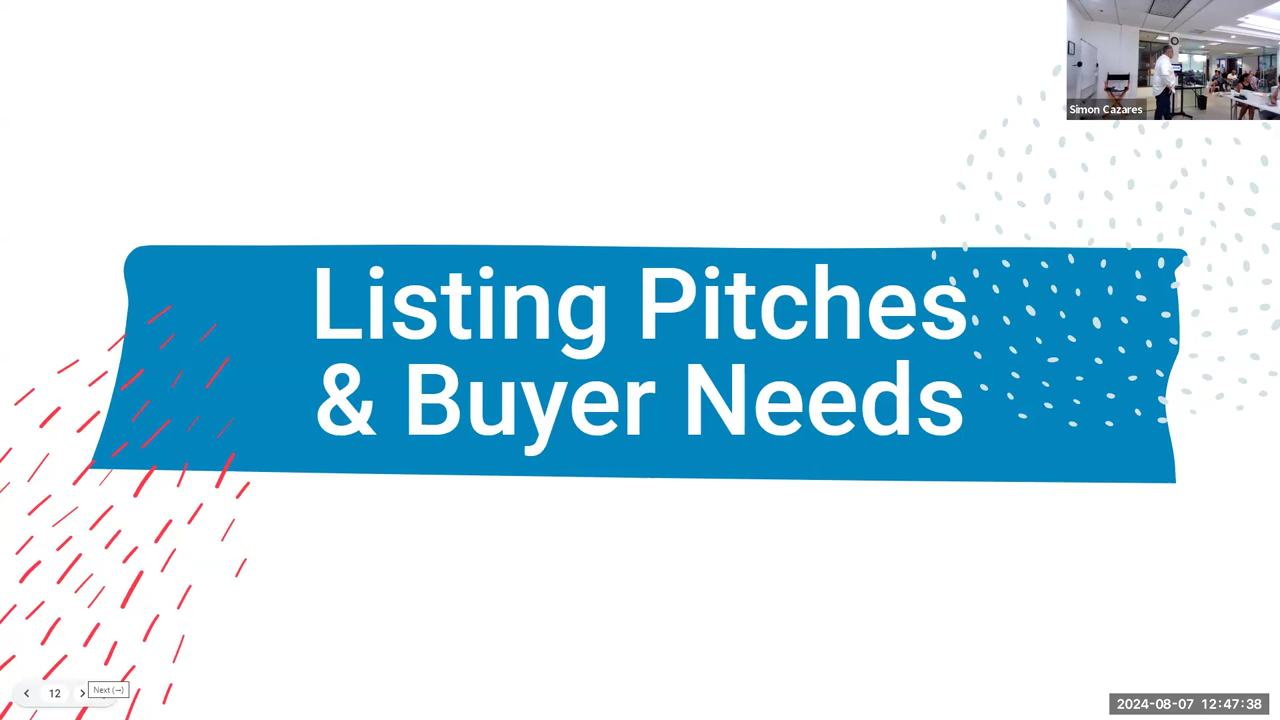 Simon Cazares
Listing Pitches
& Buyer Needs
12
Next (→)
2024-08-07 12:47:38